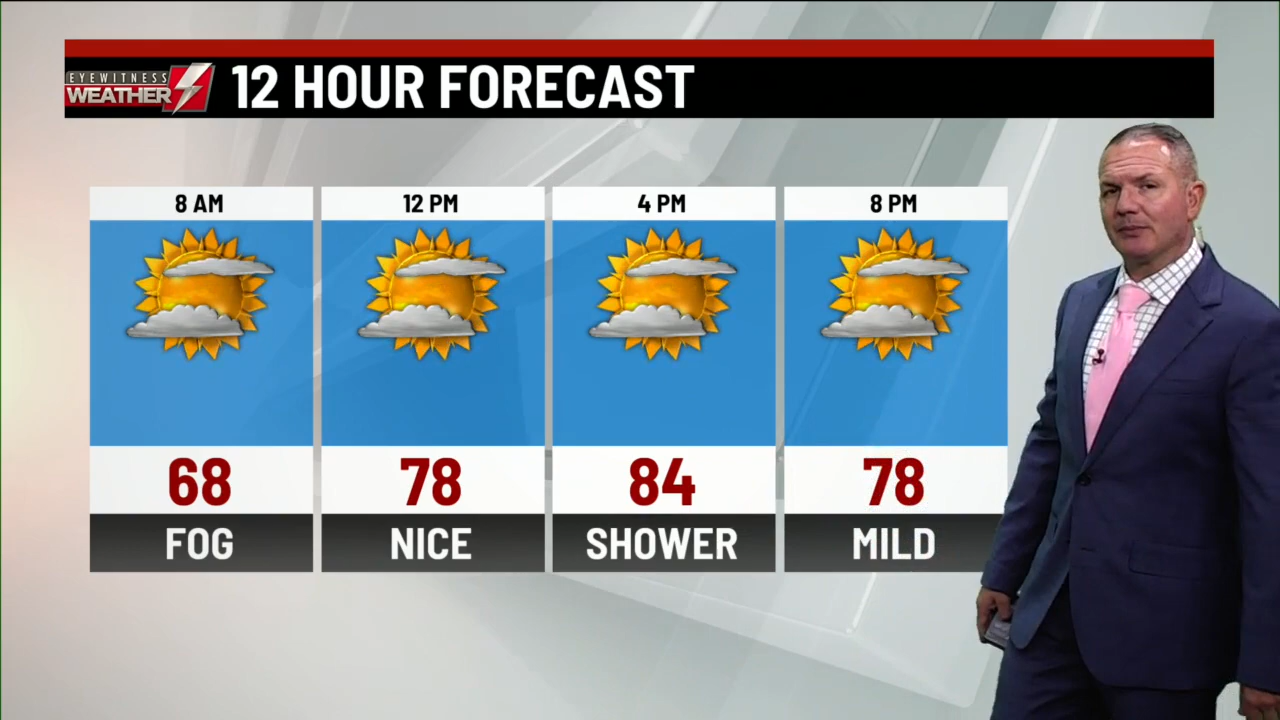 EYEWITNESS
WEATHER
12 HOUR FORECAST
8 AM
12 PM
4 PM
8 PM
68
78
84
78
FOG
NICE
SHOWER
MILD